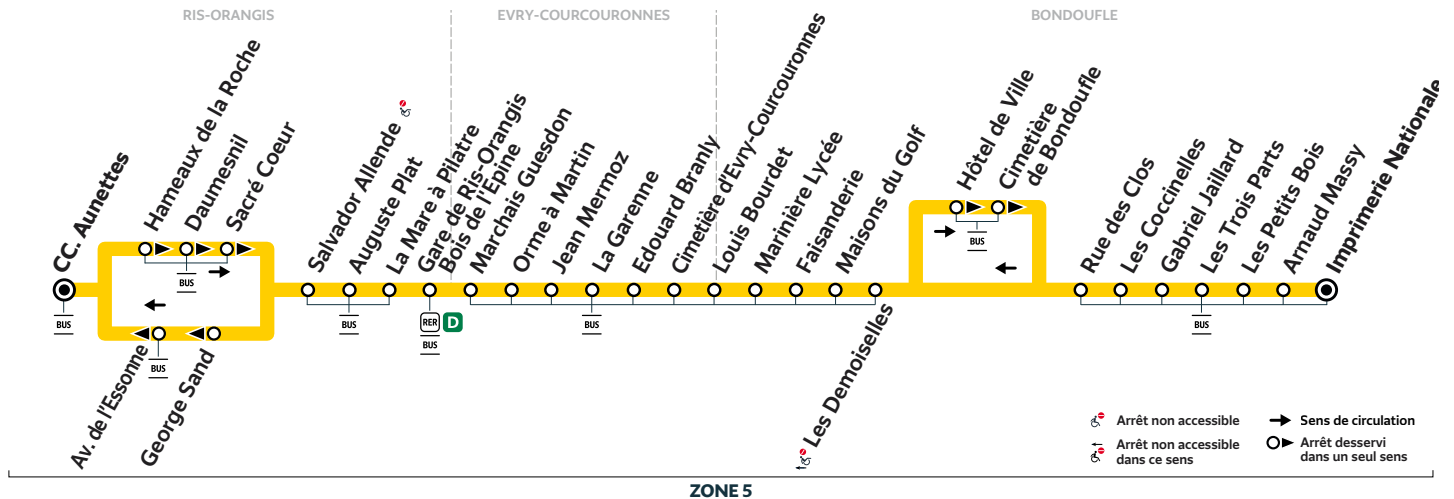 RIS-ORANGIS
EVRY-COURCOURONNES
BONDOUFLE
CC. Aunettes
Hameaux de la Roche
Daumesnil
Sacré Coeur
Av. de l'Essonne
George Sand
Salvador Allende
Auguste Plat
La Mare à Pilatre
Gare de Ris-Orangis
Bois de l'Epine
Marchais Guesdon
Orme à Martin
Jean Mermoz
La Garenne
Edouard Branly
Cimetière d'Evry-Courcouronnes
Louis Bourdet
Marinière Lycée
Faisanderie
Maisons du Golf
Les Demoiselles
Hôtel de Ville
Cimetière
de Bondoufle
Rue des Clos
Les Coccinelles
Gabriel Jaillard
Les Trois Parts
Les Petits Bois
Arnaud Massy
Imprimerie Nationale
BUS
BUS
BUS
BUS
RER D
BUS
BUS
BUS
BUS
Arrêt non accessible
Arrêt non accessible
dans ce sens
Sens de circulation
Arrêt desservi
dans un seul sens
ZONE 5